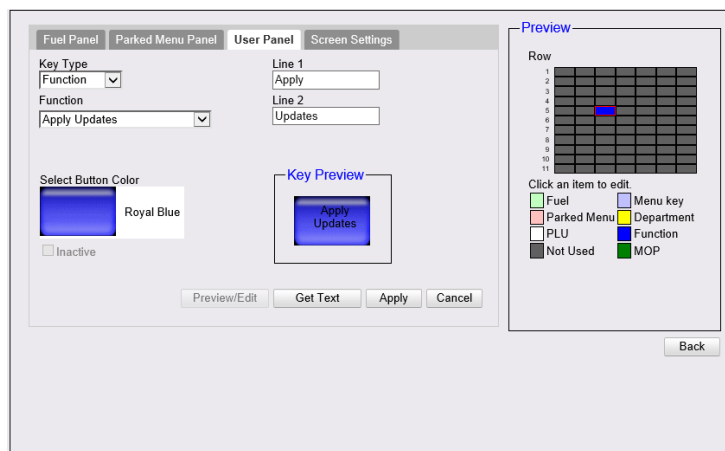 Fuel Panel
Parked Menu Panel
User Panel
Screen Settings
Key Type
Function
Function
Apply Updates
Line 1
Apply
Line 2
Updates
Select Button Color
Royal Blue
Inactive
Key Preview
Apply
Updates
Preview/Edit
Get Text
Apply
Cancel
Preview
Row
1
2
3
4
5
6
7
8
9
10
11
Click an item to edit.
Fuel
Menu key
Parked Menu
Department
PLU
Function
Not Used
MOP
Back